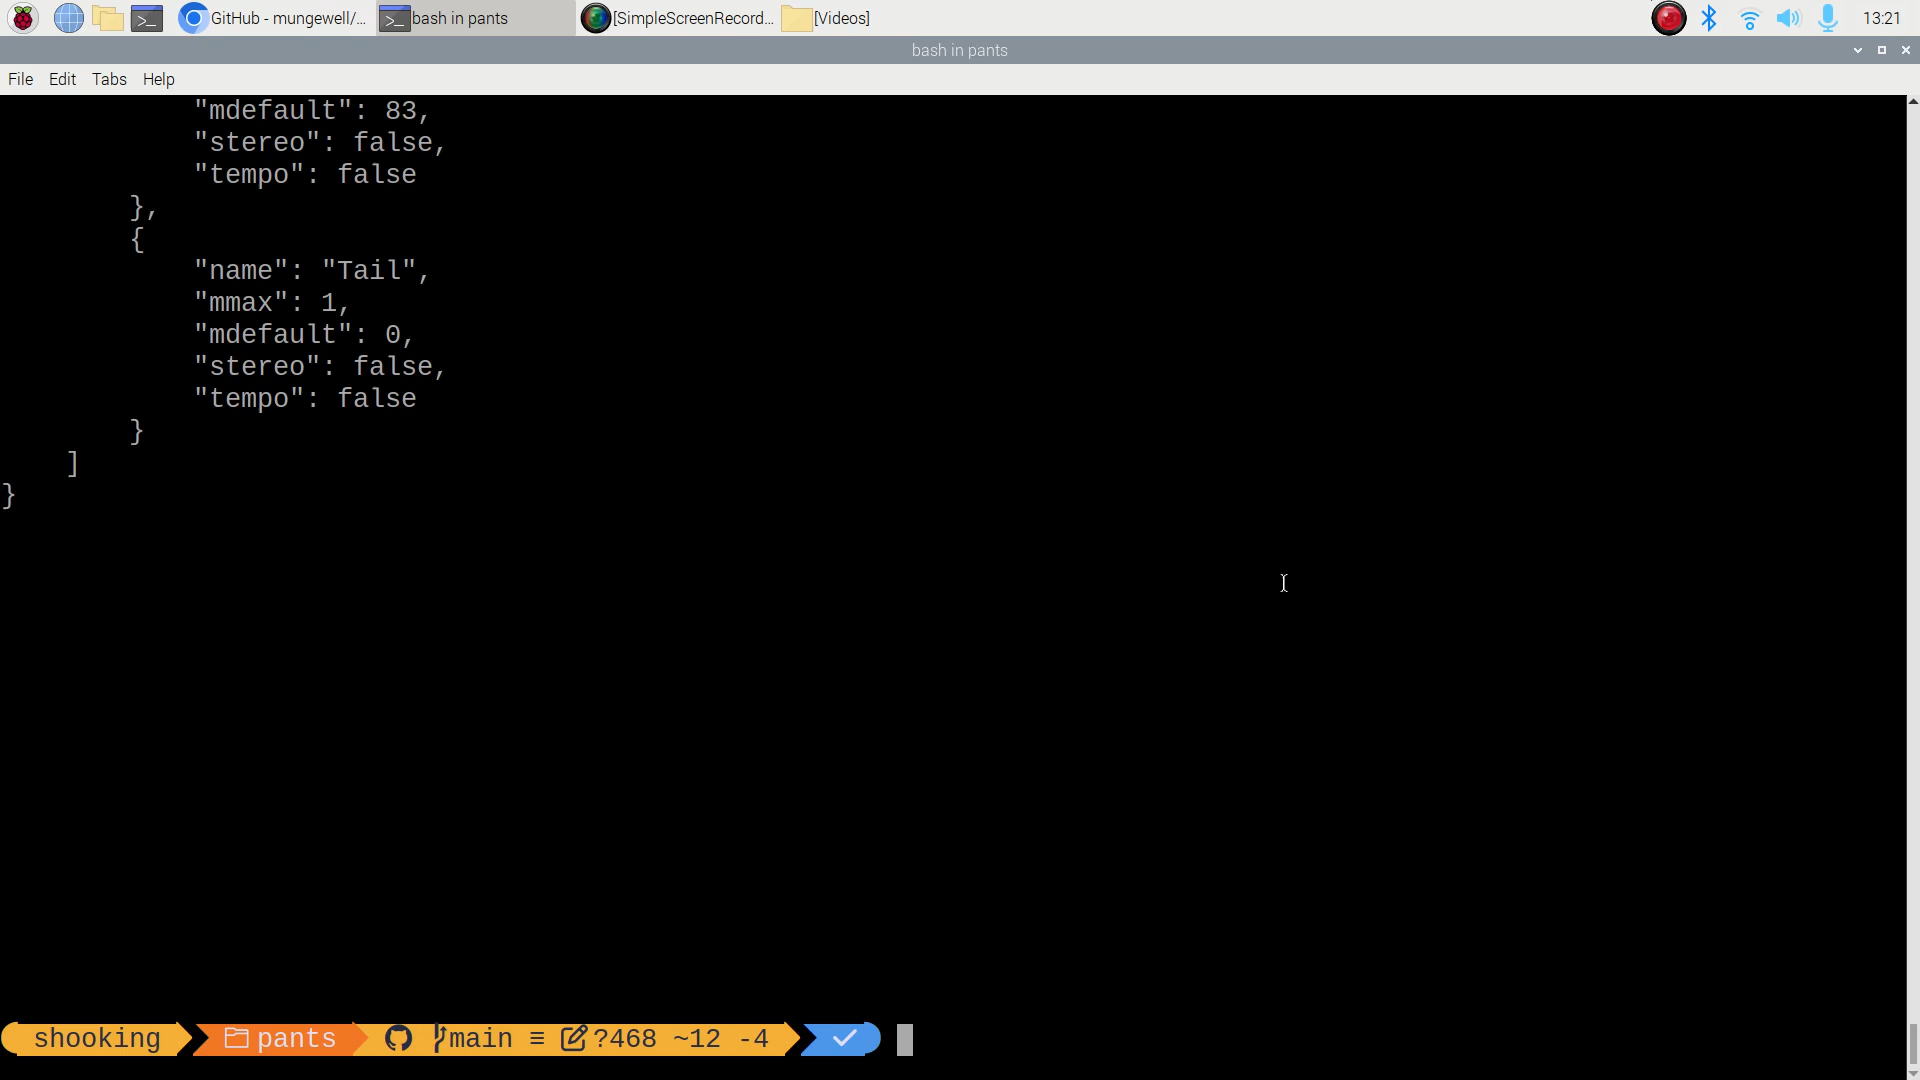 GitHub - mungewell/... bash in pants [SimpleScreenRecord... [Videos] 13:21
bash in pants
File Edit Tabs Help
            "mdefault": 83,
            "stereo": false,
            "tempo": false
        },
        {
            "name": "Tail",
            "mmax": 1,
            "mdefault": 0,
            "stereo": false,
            "tempo": false
        }
    ]
}
shooking pants main ≡ ?468 ~12 -4